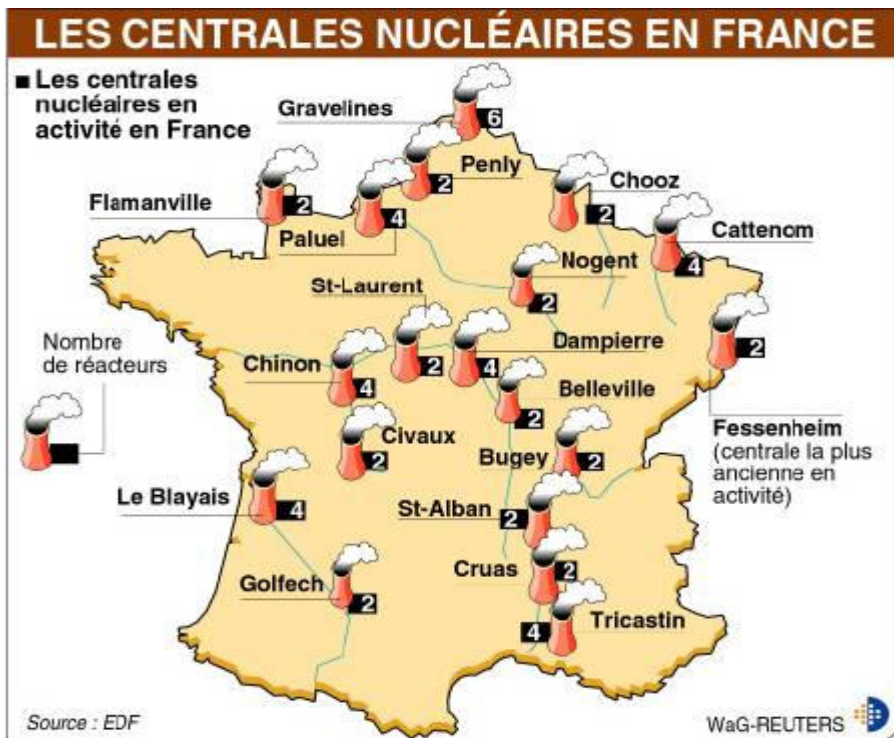 LES CENTRALES NUCLÉAIRES EN FRANCE
■ Les centrales
nucléaires en
activité en France
Gravelines
6
Penly
2
Chooz
2
Flamanville
2
Paluel
4
Cattenom
4
Nogent
2
St-Laurent
2
Dampierre
4
Nombre
de réacteurs
Chinon
4
2
Belleville
2
Fessenheim
(centrale la plus
ancienne en
activité)
Civaux
2
Bugey
2
Le Blayais
4
St-Alban
2
Cruas
2
Golfech
2
Tricastin
4
Source : EDF
WaG-REUTERS